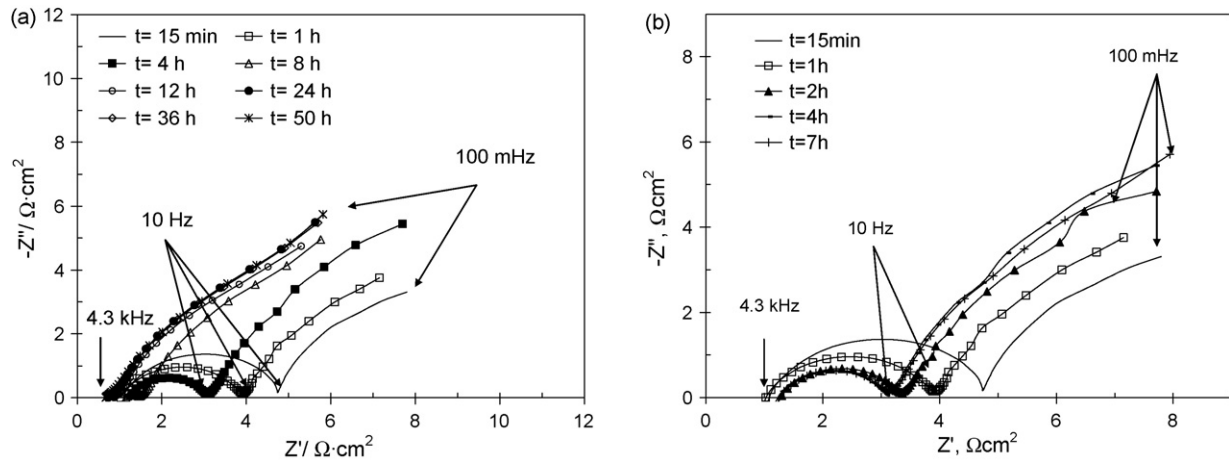 (a)
12
10
8
6
4
2
0
-Z"/ Ω·cm²
t= 15 min
t= 1 h
t= 4 h
t= 8 h
t= 12 h
t= 24 h
t= 36 h
t= 50 h
100 mHz
10 Hz
4.3 kHz
0 2 4 6 8 10 12 14
Z'/ Ω·cm²
(b)
8
6
4
2
0
-Z", Ωcm²
t=15min
t=1h
t=2h
t=4h
t=7h
100 mHz
10 Hz
4.3 kHz
0 2 4 6 8
Z', Ωcm²